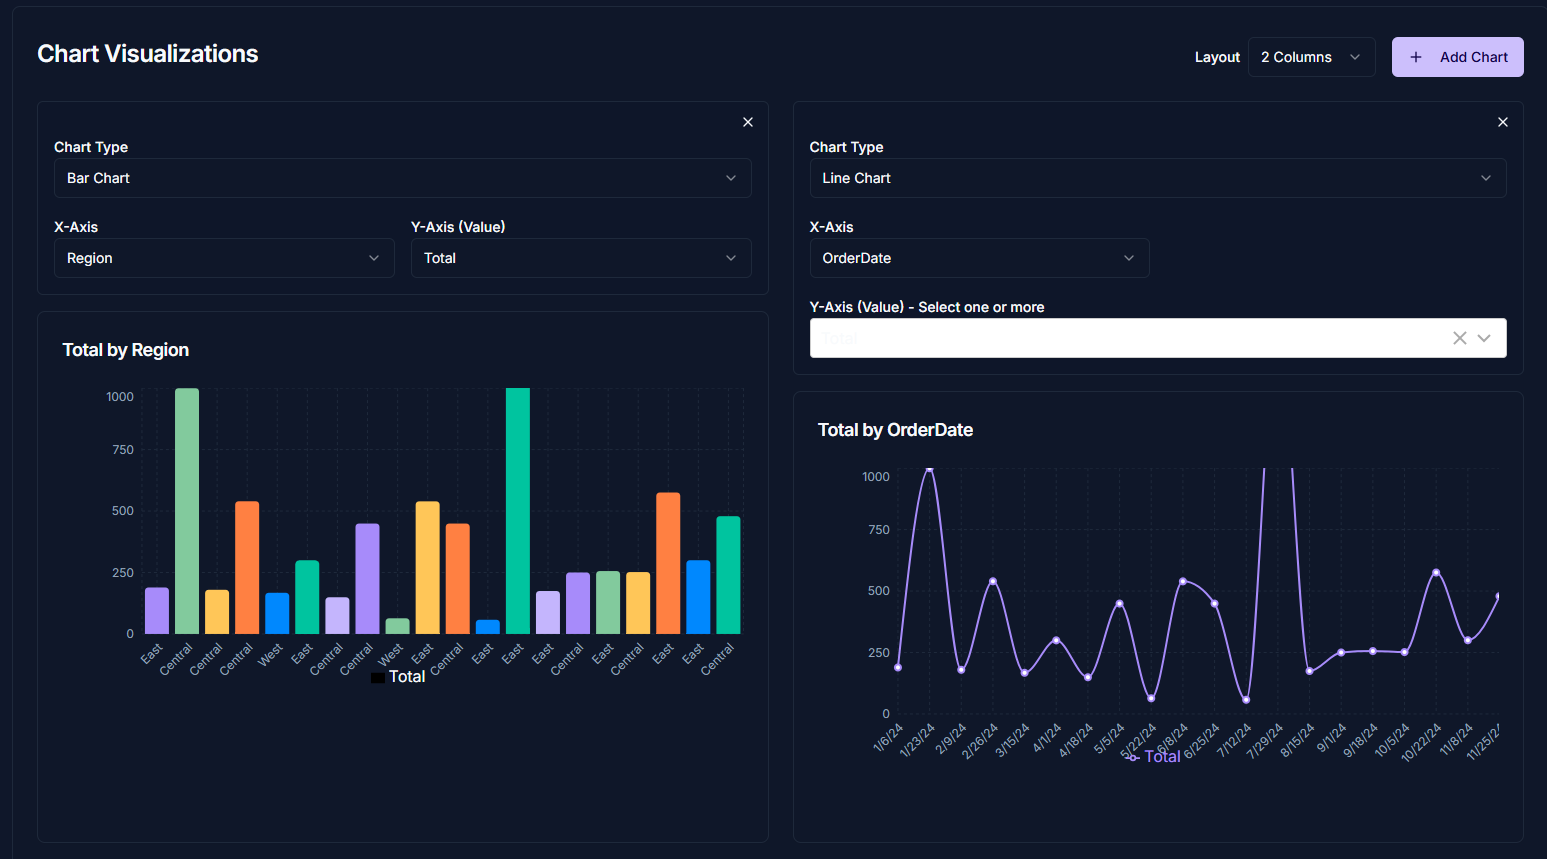 Chart Visualizations
Layout
2 Columns
+ Add Chart
Chart Type
Bar Chart
X-Axis
Y-Axis (Value)
Region
Total
Total by Region
1000
750
500
250
0
East
Central
Central
Central
West
East
Central
Central
West
East
Central
East
East
East
Central
East
Central
East
East
Central
Total
Chart Type
Line Chart
X-Axis
OrderDate
Y-Axis (Value) - Select one or more
Total
Total by OrderDate
1000
750
500
250
0
1/6/24
1/23/24
2/9/24
2/26/24
3/15/24
4/1/24
4/18/24
5/5/24
5/22/24
6/8/24
6/25/24
7/12/24
7/29/24
8/15/24
9/1/24
9/18/24
10/5/24
10/22/24
11/8/24
11/25/24
Total